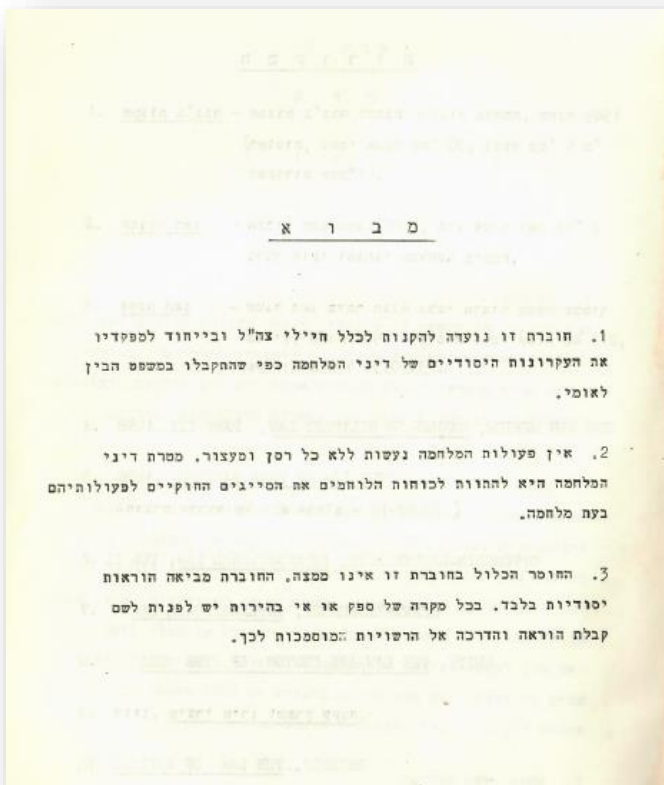 מ ב ו א
1. חוברת זו נועדה להקנות לכלל חיילי צה"ל ובייחוד למפקדיו
את העקרונות היסודיים של דיני המלחמה כפי שהתקבלו במשפט הבין
לאומי.
2. אין פעולות המלחמה נעשות ללא כל רסן ומעצור. מטרת דיני
המלחמה היא להתוות לכוחות הלוחמים את הסייגים החוקיים לפעולותיהם
בעת מלחמה.
3. החומר הכלול בחוברת זו אינו ממצה. החוברת מביאה הוראות
יסודיות בלבד. בכל מקרה של ספק או אי בהירות יש לפנות לשם
קבלת הוראה והדרכה אל הרשויות המוסמכות לכך.